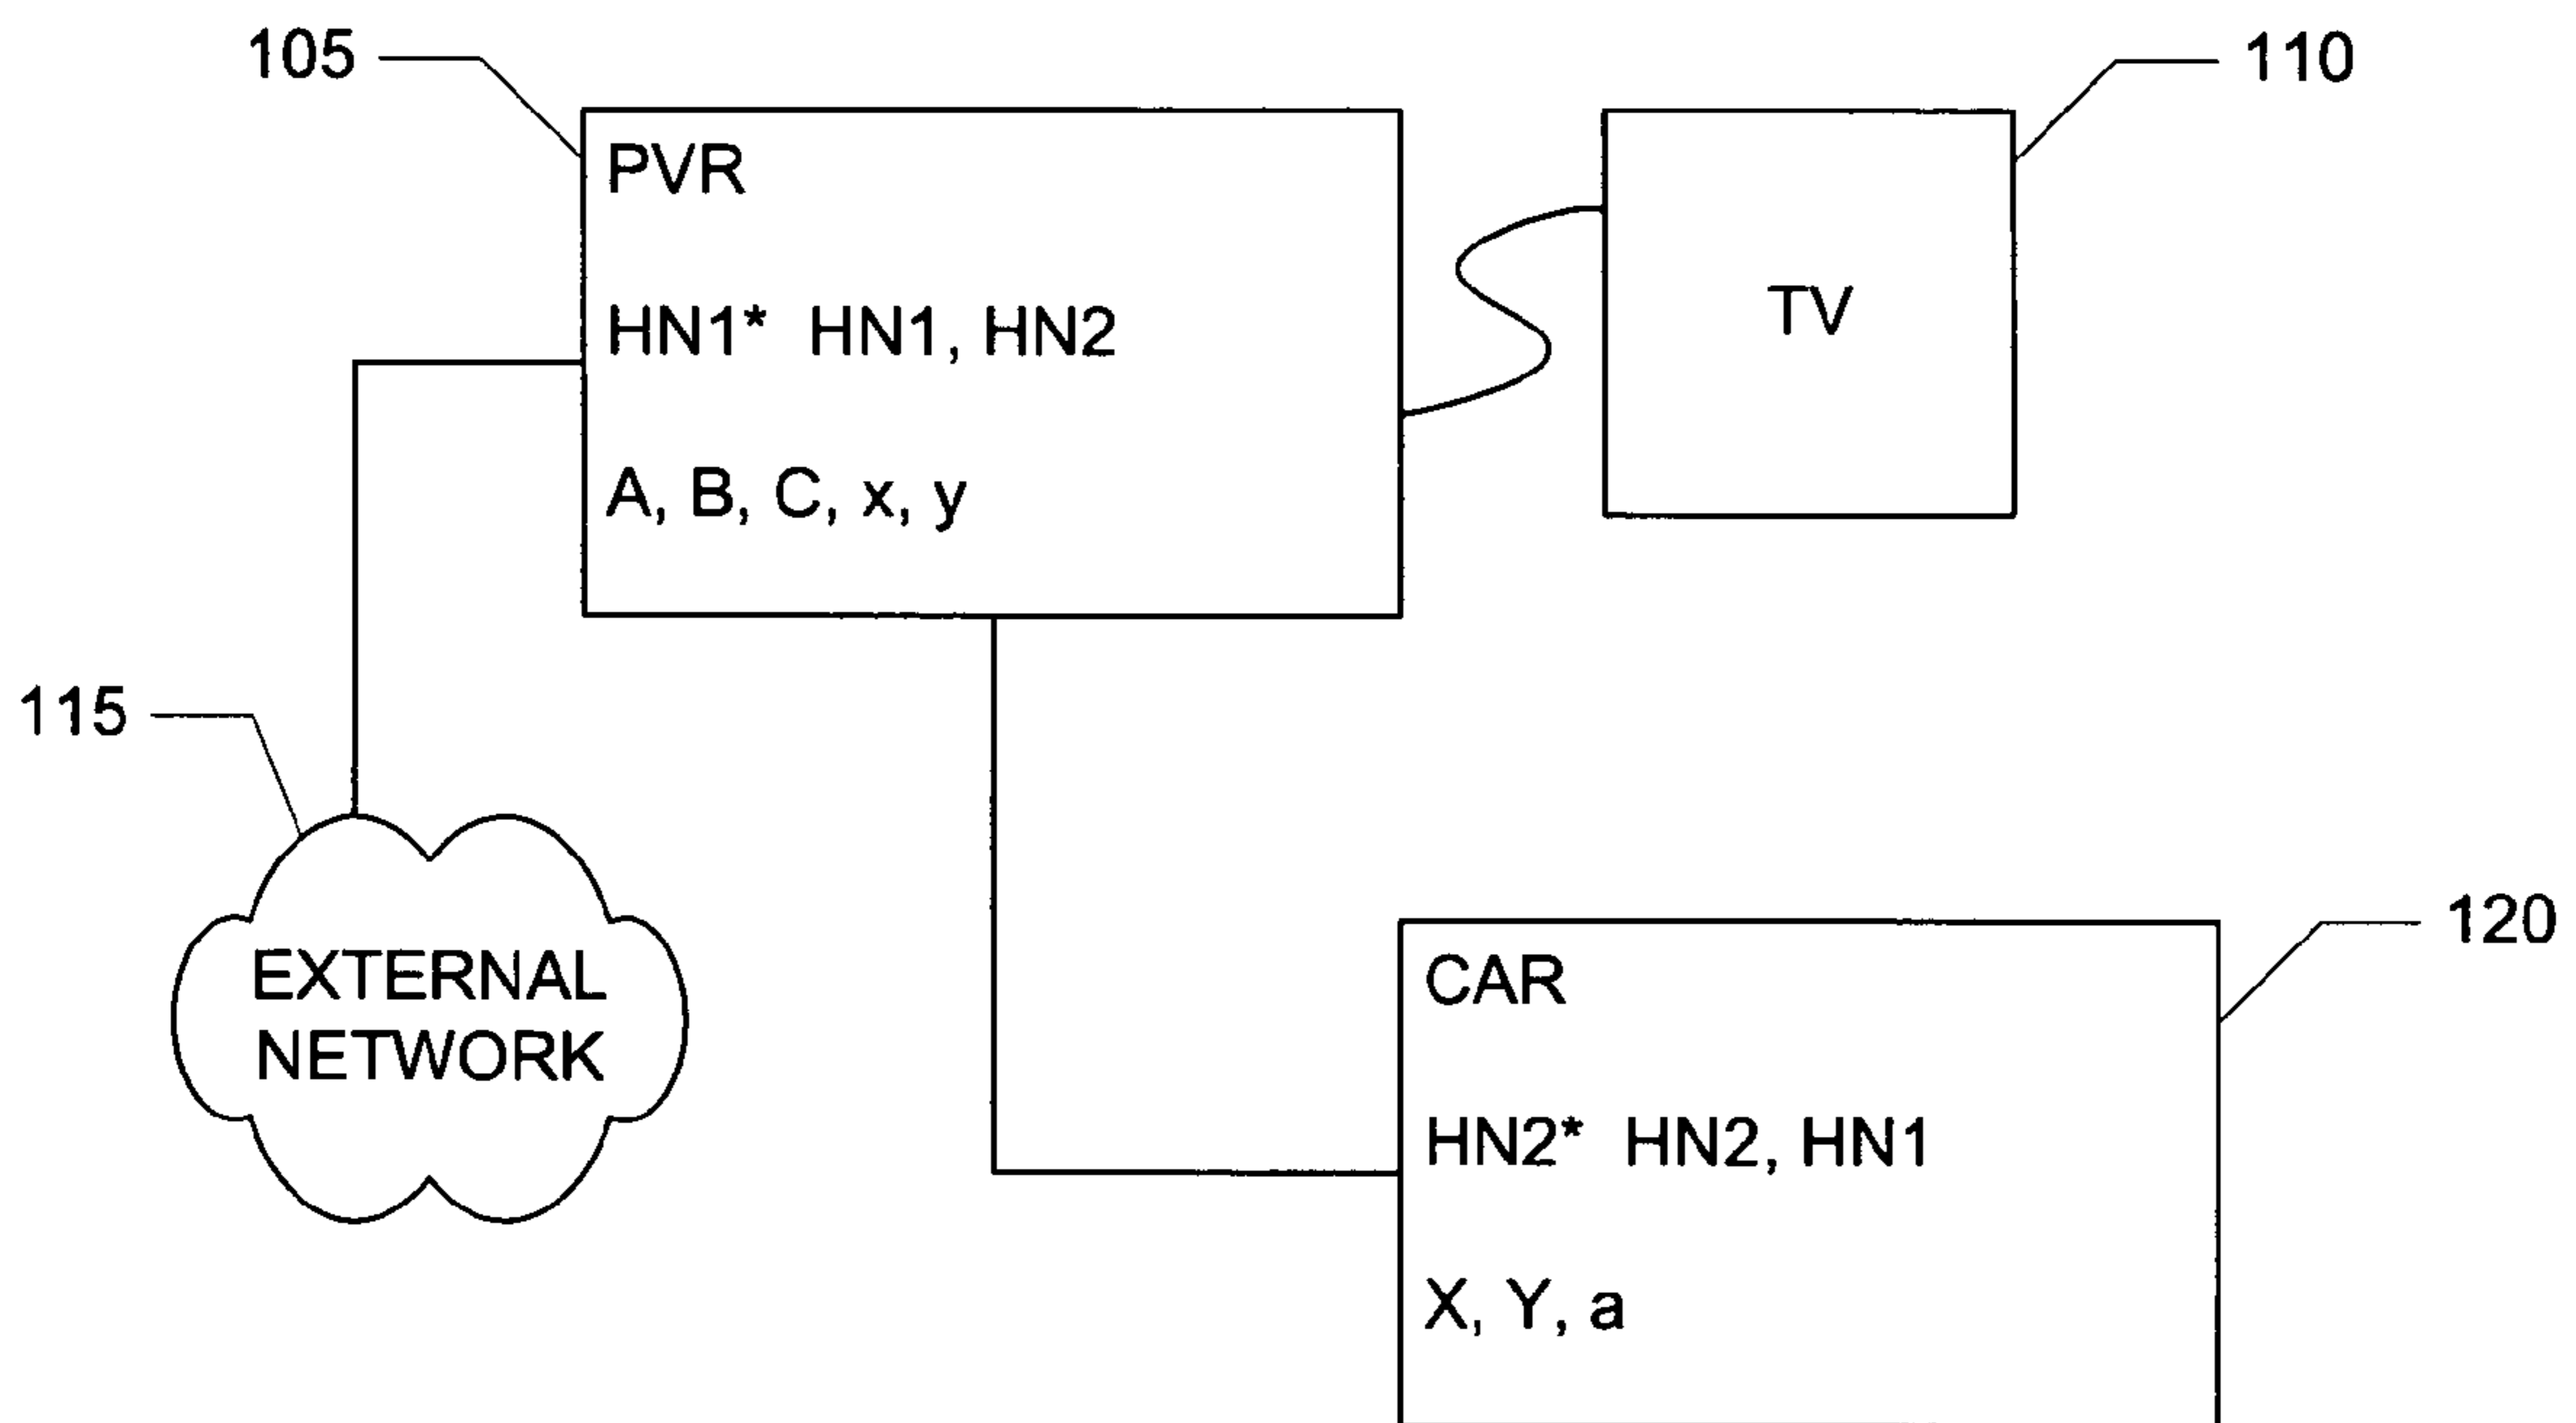 105
110
PVR
HN1* HN1, HN2
A, B, C, x, y
TV
115
EXTERNAL
NETWORK
120
CAR
HN2* HN2, HN1
X, Y, a